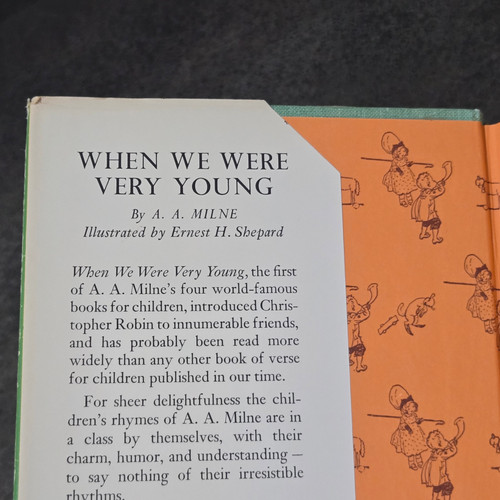 WHEN WE WERE
VERY YOUNG
By A. A. MILNE
Illustrated by Ernest H. Shepard
When We Were Very Young, the first
of A. A. Milne's four world-famous
books for children, introduced Chris-
topher Robin to innumerable friends,
and has probably been read more
widely than any other book of verse
for children published in our time.
For sheer delightfulness the chil-
dren's rhymes of A. A. Milne are in
a class by themselves, with their
charm, humor, and understanding —
to say nothing of their irresistible
rhythms.